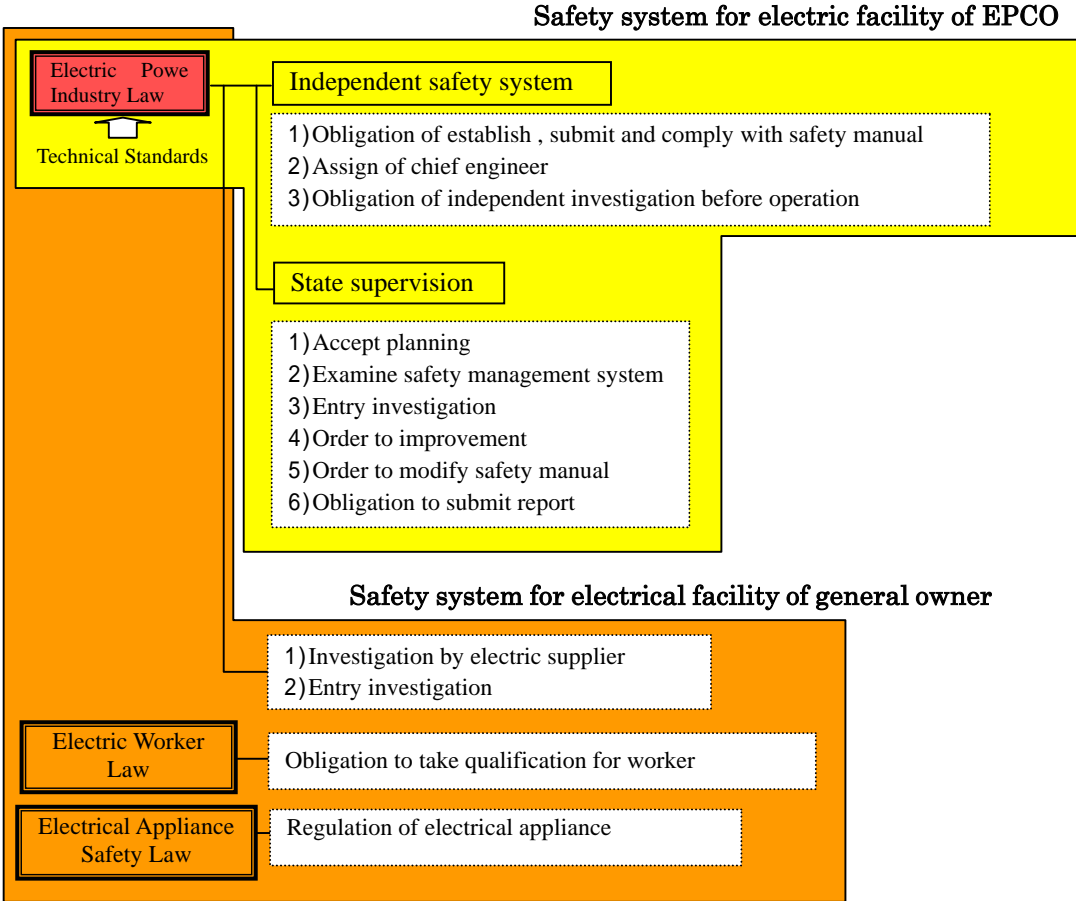 Safety system for electric facility of EPCO
Electric Powe
Industry Law
Technical Standards
Independent safety system
1)Obligation of establish , submit and comply with safety manual
2)Assign of chief engineer
3)Obligation of independent investigation before operation
State supervision
1)Accept planning
2)Examine safety management system
3)Entry investigation
4)Order to improvement
5)Order to modify safety manual
6)Obligation to submit report
Safety system for electrical facility of general owner
1)Investigation by electric supplier
2)Entry investigation
Electric Worker
Law
Obligation to take qualification for worker
Electrical Appliance
Safety Law
Regulation of electrical appliance